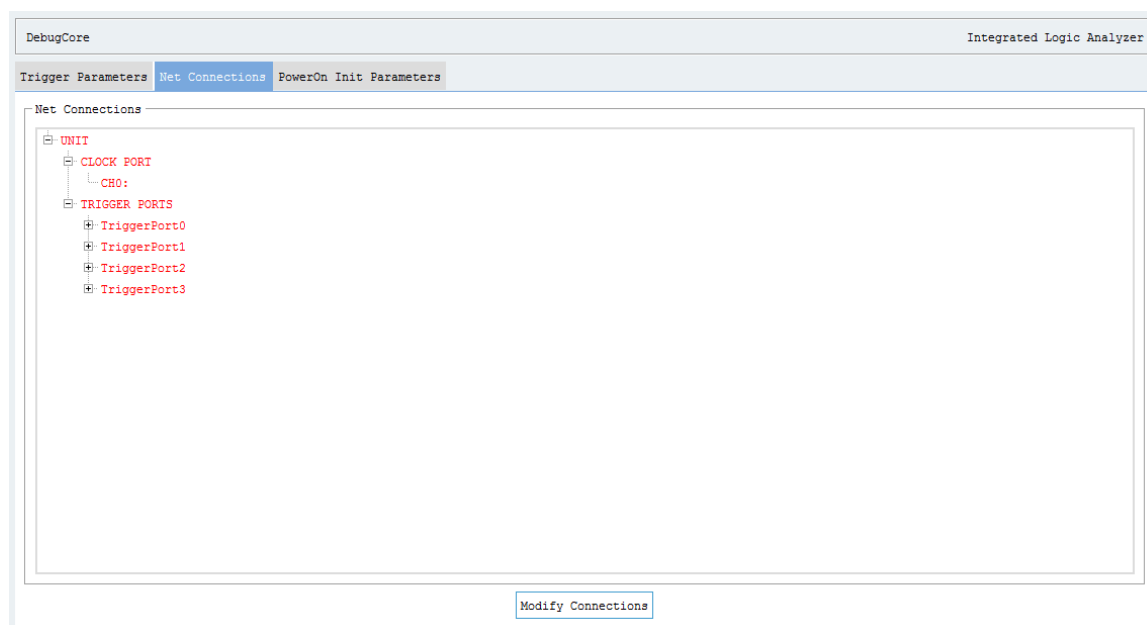 DebugCore Integrated Logic Analyzer
Trigger Parameters Net Connections PowerOn Init Parameters
Net Connections
UNIT
CLOCK PORT
CH0:
TRIGGER PORTS
TriggerPort0
TriggerPort1
TriggerPort2
TriggerPort3
Modify Connections